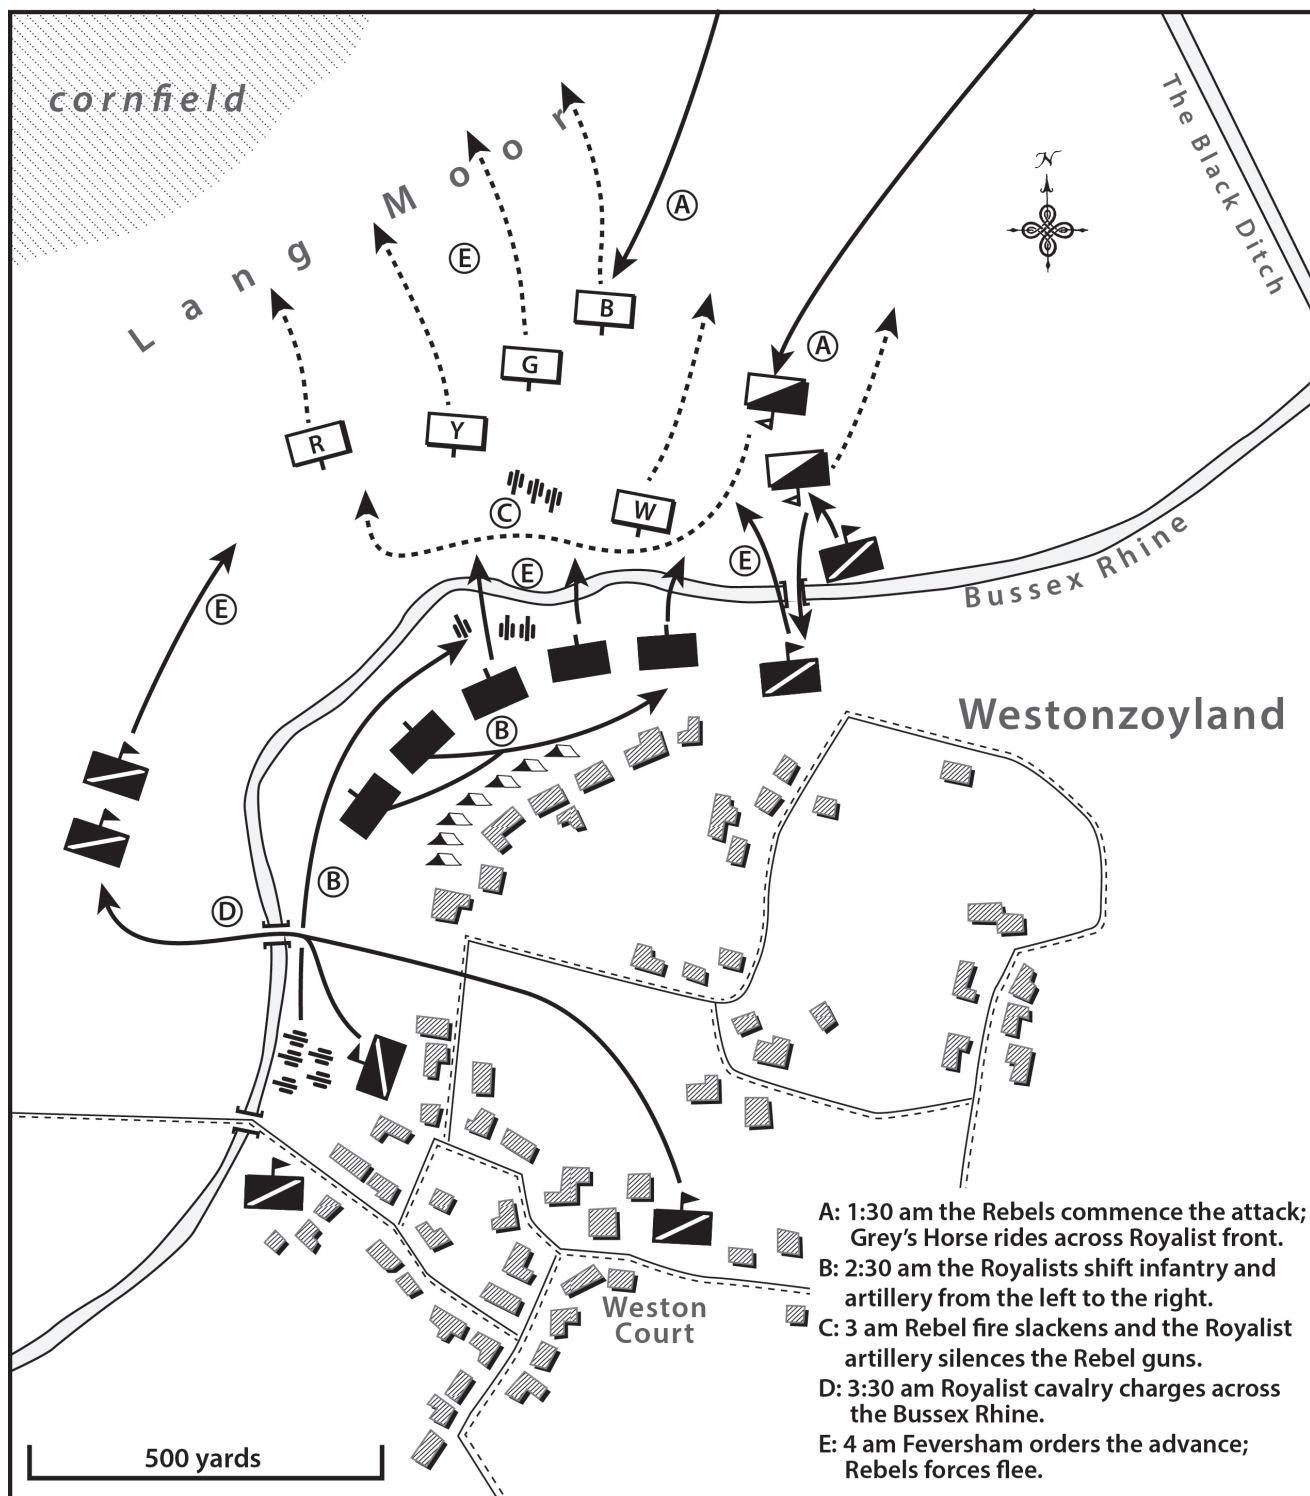 cornfield
Lang Moor
N
The Black Ditch
A
E
B
A
G
R
Y
W
C
E
E
E
Bussex Rhine
Westonzoyland
B
B
D
Weston
Court
A: 1:30 am the Rebels commence the attack;
Grey's Horse rides across Royalist front.
B: 2:30 am the Royalists shift infantry and
artillery from the left to the right.
C: 3 am Rebel fire slackens and the Royalist
artillery silences the Rebel guns.
D: 3:30 am Royalist cavalry charges across
the Bussex Rhine.
E: 4 am Feversham orders the advance;
Rebels forces flee.
500 yards